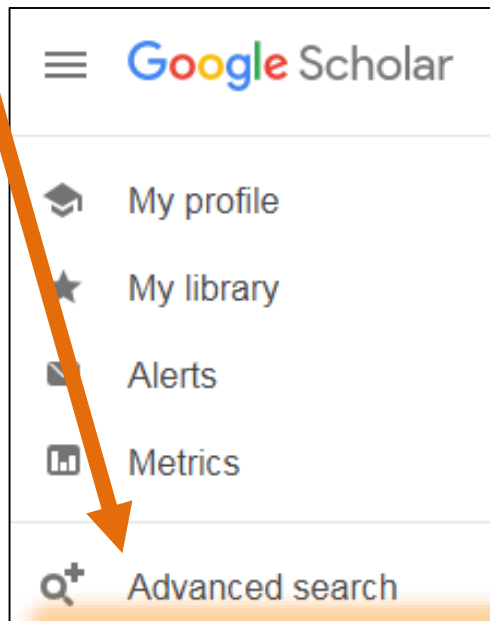 Google Scholar
My profile
My library
Alerts
Metrics
Advanced search